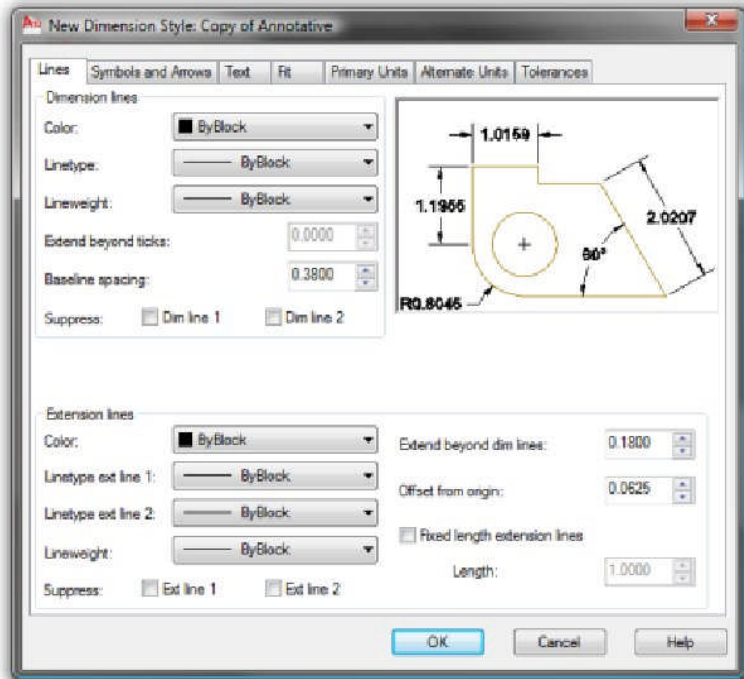 New Dimension Style: Copy of Annotative
Lines Symbols and Arrows Text Fit Primary Units Alternate Units Tolerances
Dimension lines
Color: ByBlock
Linetype: ByBlock
Lineweight: ByBlock
Extend beyond ticks: 0.0000
Baseline spacing: 0.3800
Suppress: Dim line 1 Dim line 2
1.0159
1.1955
2.0207
60°
R0.8045
Extension lines
Color: ByBlock
Linetype ext line 1: ByBlock
Linetype ext line 2: ByBlock
Lineweight: ByBlock
Suppress: Ext line 1 Ext line 2
Extend beyond dim lines: 0.1800
Offset from origin: 0.0625
Fixed length extension lines
Length: 1.0000
OK Cancel Help